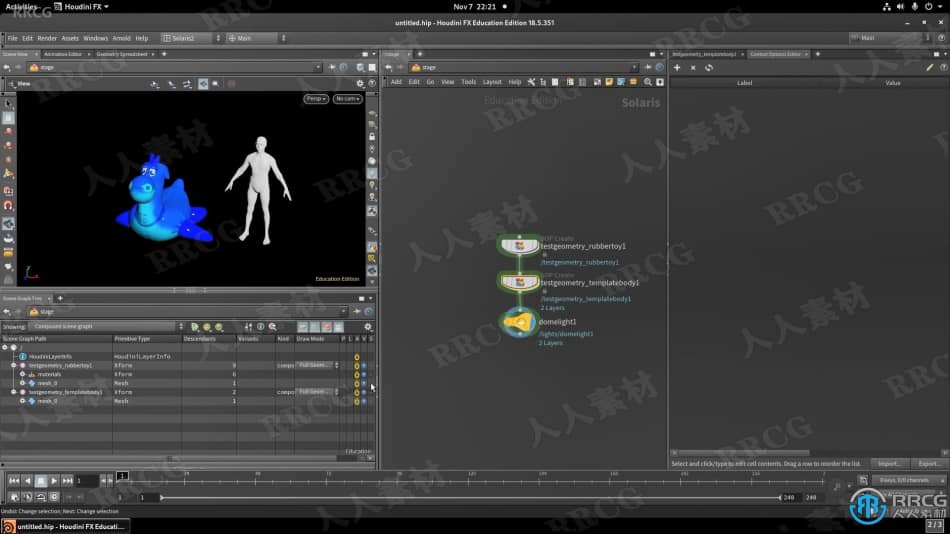 Activities
Houdini FX
Nov 7 22:21
untitled.hip - Houdini FX Education Edition 18.5.351
File Edit Render Assets Windows Arnold Help
Solaris2
Main
Main
Scene View
Animation Editor
Geometry Spreadsheet
stage
testgeometry_templatebody1
Context Options Editor
stage
stage
View
Add Edit Go View Tools Layout Help
Label
Value
Persp
No cam
Education Edition
Solaris
Education Edition
SOP Create
testgeometry_rubbertoy1
/testgeometry_rubbertoy1
SOP Create
testgeometry_templatebody1
/testgeometry_templatebody1
2 Layers
domelight1
/lights/domelight1
3 Layers
Scene Graph Tree
stage
Showing:
Composed scene graph
Scene Graph Path
Primitive Type
Descendants
Variants
Kind
Draw Mode
P L A V S
/
HoudiniLayerInfo
HoudiniLayerInfo
testgeometry_rubbertoy1
Xform
9
compo
Full Geom...
materials
Xform
6
mesh_0
Mesh
1
testgeometry_templatebody1
Xform
2
compo
Full Geom...
mesh_0
Mesh
1
Education
Select and click/type to edit cell contents. Drag a row to reorder the list.
Import...
Export...
1
1
24
1
1
240
240
0 keys, 0/0 channels
Undo: Change selection; Next: Change selection
untitled.hip - Houdini FX Educati...
2 / 3
RRCG
人人素材